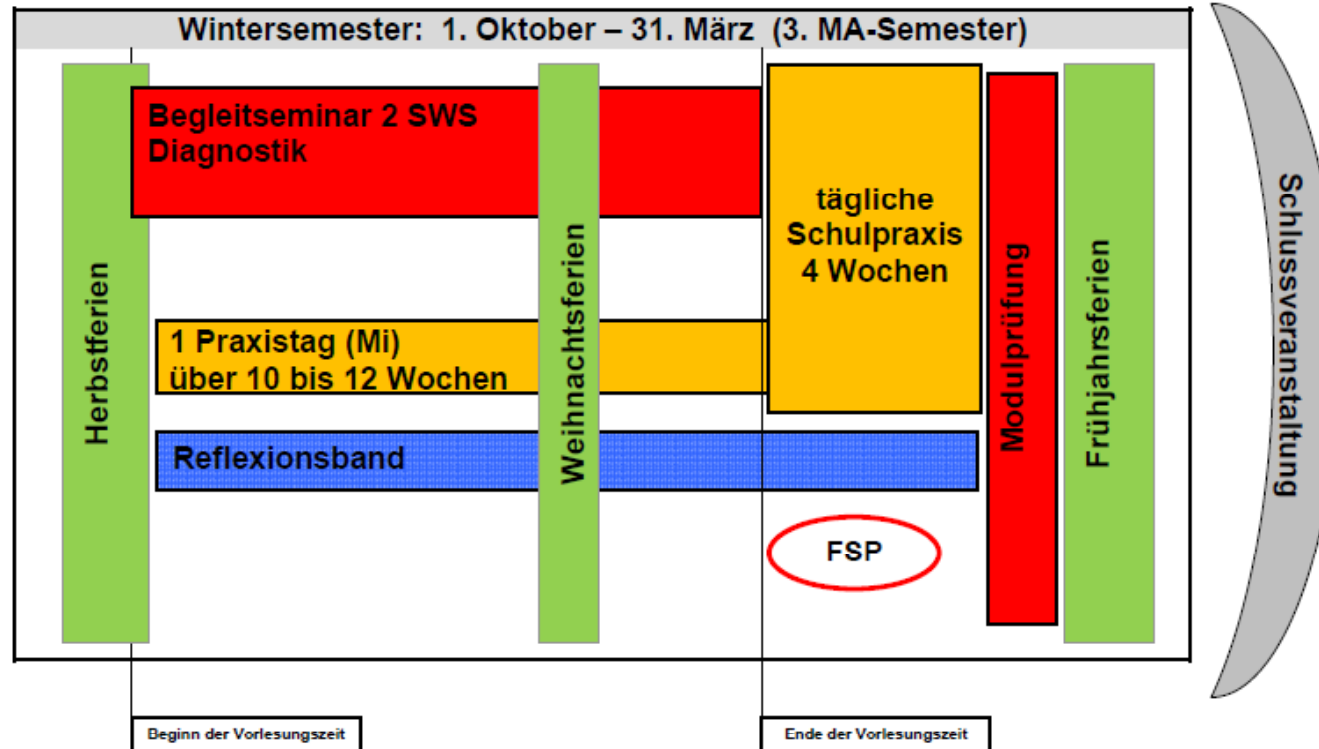 Wintersemester: 1. Oktober – 31. März (3. MA-Semester)
Herbstferien
Begleitseminar 2 SWS
Diagnostik
1 Praxistag (Mi)
über 10 bis 12 Wochen
Reflexionsband
Weihnachtsferien
tägliche
Schulpraxis
4 Wochen
FSP
Modulprüfung
Frühjahrsferien
Schlussveranstaltung
Beginn der Vorlesungszeit
Ende der Vorlesungszeit